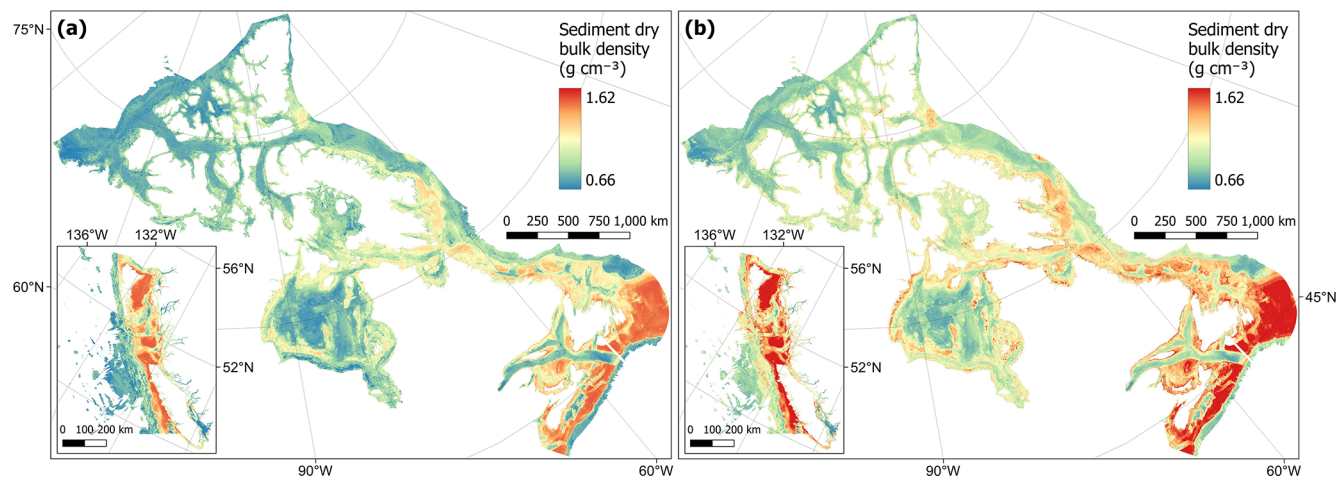 75°N
(a)
Sediment dry
bulk density
(g cm⁻³)
1.62
0.66
0 250 500 750 1,000 km
136°W 132°W
56°N
52°N
0 100 200 km
60°N
90°W
60°W
(b)
Sediment dry
bulk density
(g cm⁻³)
1.62
0.66
0 250 500 750 1,000 km
136°W 132°W
56°N
52°N
0 100 200 km
45°N
90°W
60°W